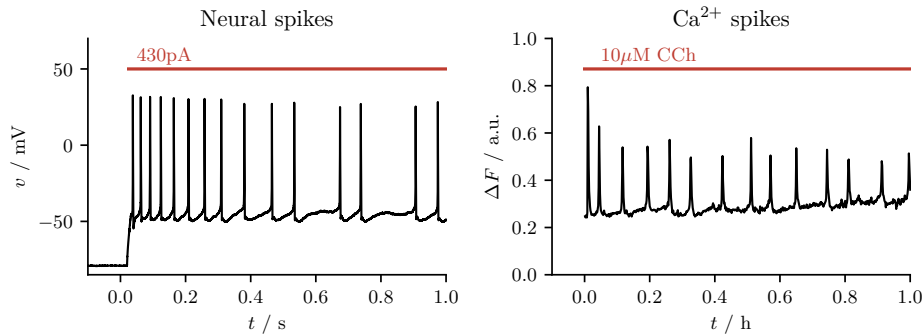 Neural spikes
430pA
50
0
−50
v / mV
0.0 0.2 0.4 0.6 0.8 1.0
t / s
Ca²⁺ spikes
10μM CCh
1.0
0.8
0.6
0.4
0.2
0.0
ΔF / a.u.
0.0 0.2 0.4 0.6 0.8 1.0
t / h